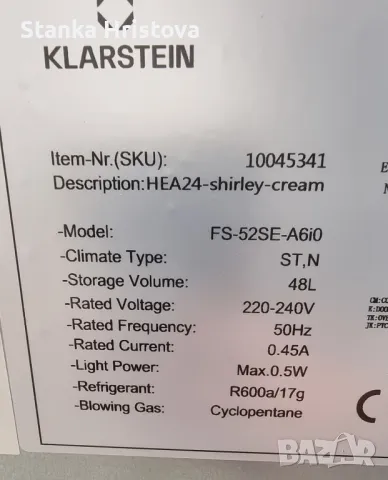 Stanka Hristova
KLARSTEIN
Item-Nr.(SKU): 10045341
Description:HEA24-shirley-cream
-Model: FS-52SE-A6i0
-Climate Type: ST,N
-Storage Volume: 48L
-Rated Voltage: 220-240V
-Rated Frequency: 50Hz
-Rated Current: 0.45A
-Light Power: Max.0.5W
-Refrigerant: R600a/17g
-Blowing Gas: Cyclopentane
bazar